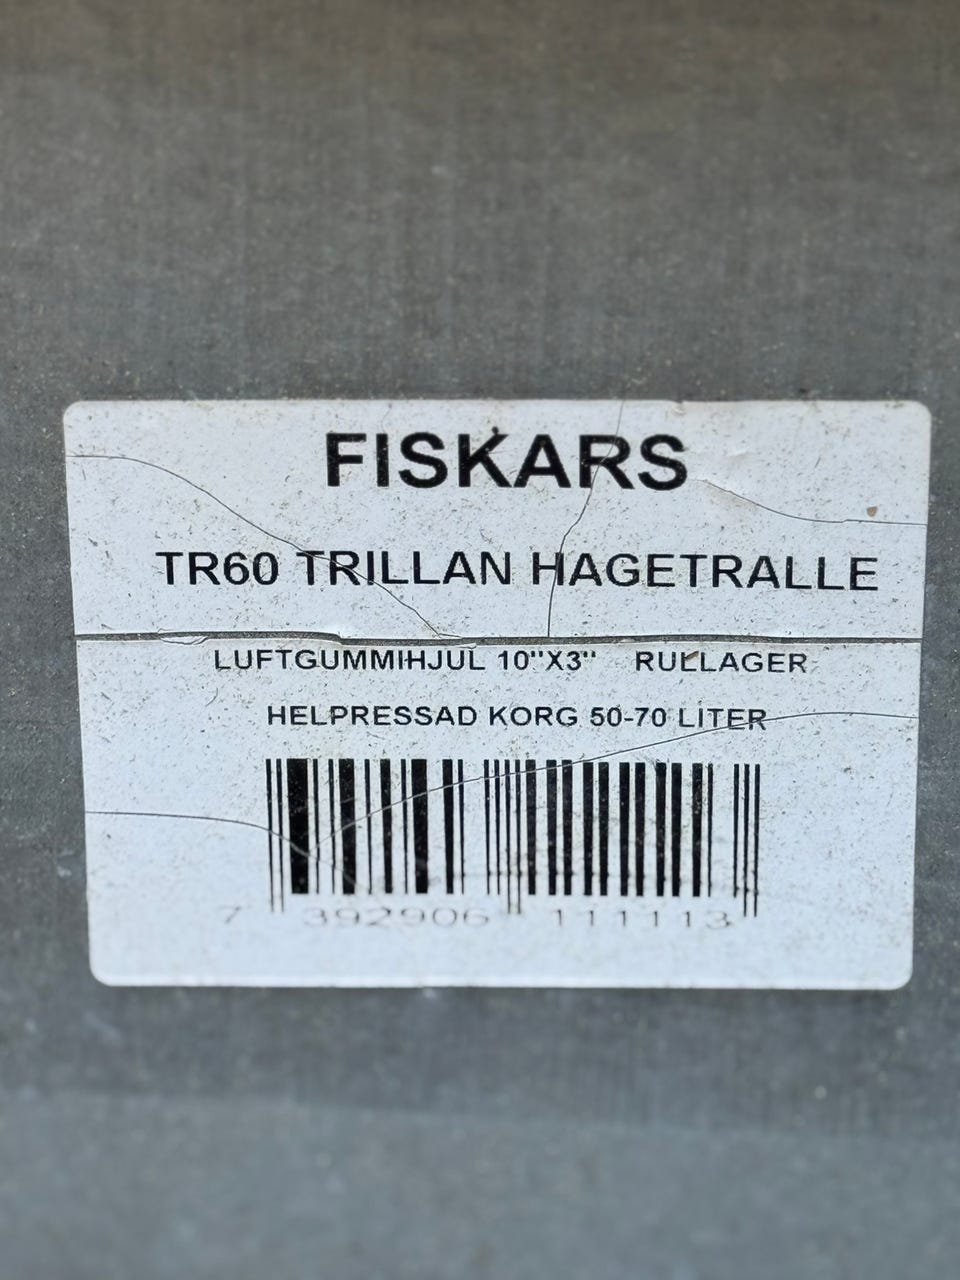 FISKARS
TR60 TRILLAN HAGETRALLE
LUFTGUMMIHJUL 10"X3" RULLAGER
HELPRESSAD KORG 50-70 LITER
7 392906 111113